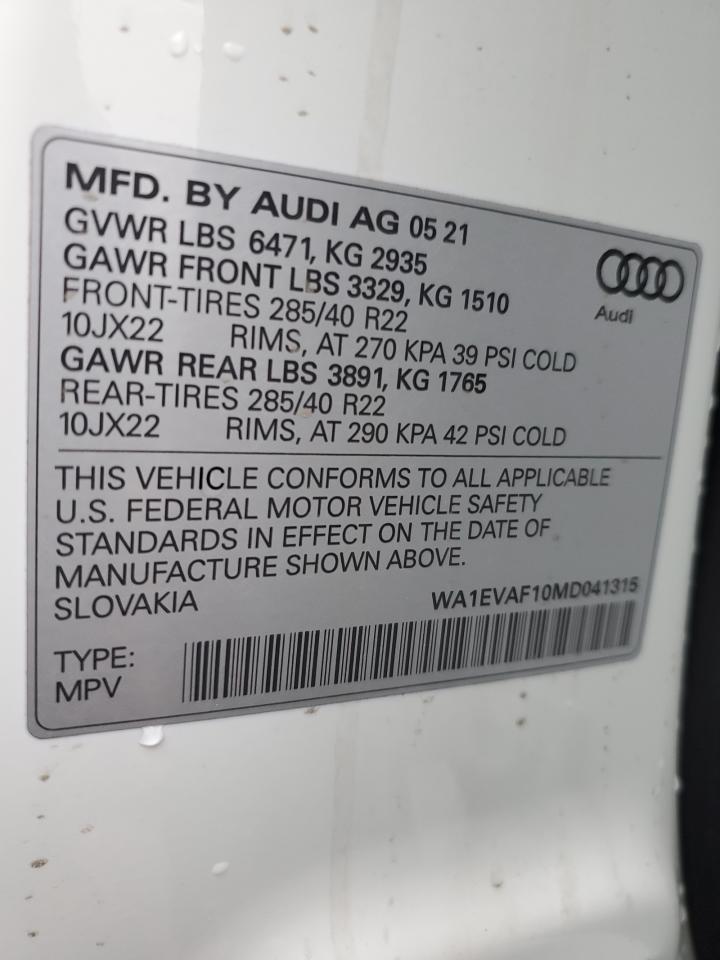 MFD. BY AUDI AG 05 21
GVWR LBS 6471, KG 2935
GAWR FRONT LBS 3329, KG 1510
FRONT-TIRES 285/40 R22
10JX22 RIMS, AT 270 KPA 39 PSI COLD
GAWR REAR LBS 3891, KG 1765
REAR-TIRES 285/40 R22
10JX22 RIMS, AT 290 KPA 42 PSI COLD
Audi
THIS VEHICLE CONFORMS TO ALL APPLICABLE
U.S. FEDERAL MOTOR VEHICLE SAFETY
STANDARDS IN EFFECT ON THE DATE OF
MANUFACTURE SHOWN ABOVE.
SLOVAKIA WA1EVAF10MD041315
TYPE:
MPV